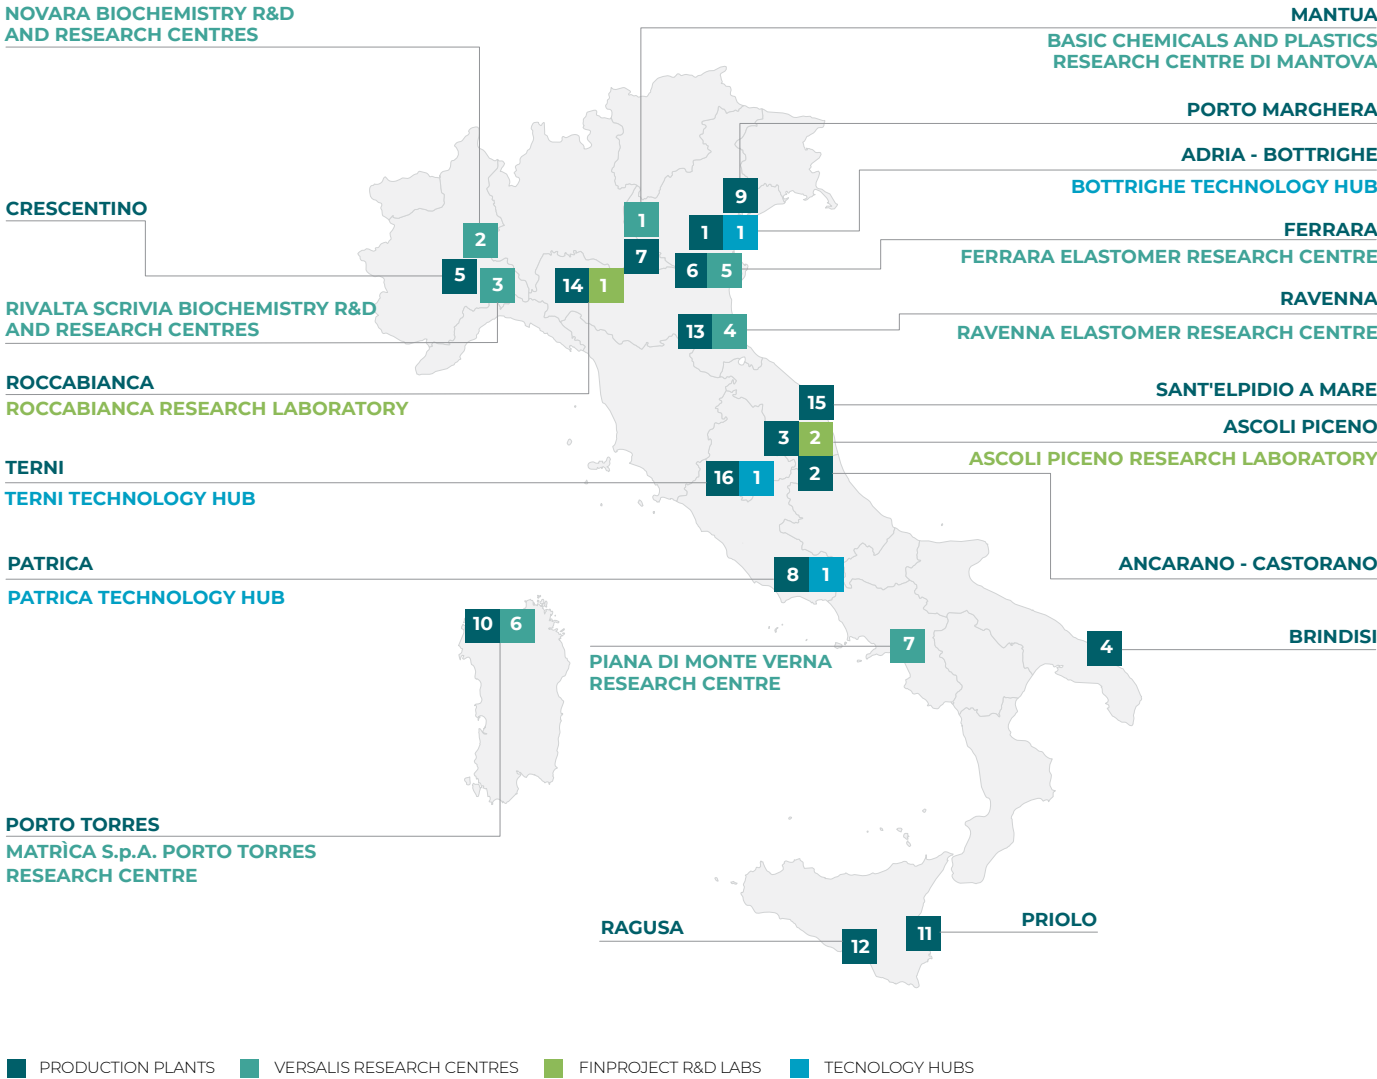 NOVARA BIOCHEMISTRY R&D
AND RESEARCH CENTRES
CRESCENTINO
RIVALTA SCRIVIA BIOCHEMISTRY R&D
AND RESEARCH CENTRES
ROCCABIANCA
ROCCABIANCA RESEARCH LABORATORY
TERNI
TERNI TECHNOLOGY HUB
PATRICA
PATRICA TECHNOLOGY HUB
PORTO TORRES
MATRÌCA S.p.A. PORTO TORRES
RESEARCH CENTRE
MANTUA
BASIC CHEMICALS AND PLASTICS
RESEARCH CENTRE DI MANTOVA
PORTO MARGHERA
ADRIA - BOTTRIGHE
BOTTRIGHE TECHNOLOGY HUB
FERRARA
FERRARA ELASTOMER RESEARCH CENTRE
RAVENNA
RAVENNA ELASTOMER RESEARCH CENTRE
SANT'ELPIDIO A MARE
ASCOLI PICENO
ASCOLI PICENO RESEARCH LABORATORY
ANCARANO - CASTORANO
BRINDISI
PIANA DI MONTE VERNA
RESEARCH CENTRE
RAGUSA
PRIOLO
9
1
1 1
2
7
5
6 5
3
14 1
13 4
15
3 2
16 1
2
8 1
10 6
7
4
11
12
PRODUCTION PLANTS
VERSALIS RESEARCH CENTRES
FINPROJECT R&D LABS
TECNOLOGY HUBS